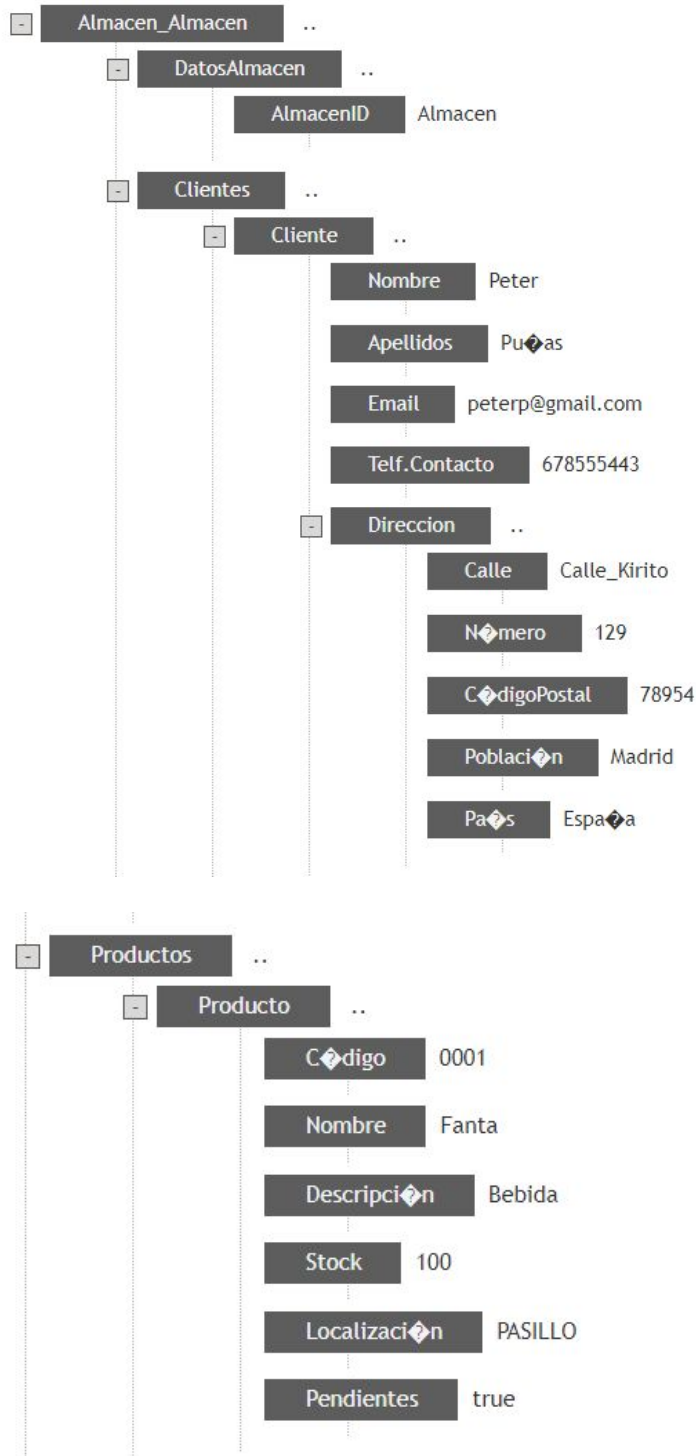 - Almacen_Almacen ..
- DatosAlmacen ..
AlmacenID Almacen
- Clientes ..
- Cliente ..
Nombre Peter
Apellidos Pu�as
Email peterp@gmail.com
Telf.Contacto 678555443
- Direccion ..
Calle Calle_Kirito
N�mero 129
C�digoPostal 78954
Poblaci�n Madrid
Pa�s Espa�a
- Productos ..
- Producto ..
C�digo 0001
Nombre Fanta
Descripci�n Bebida
Stock 100
Localizaci�n PASILLO
Pendientes true